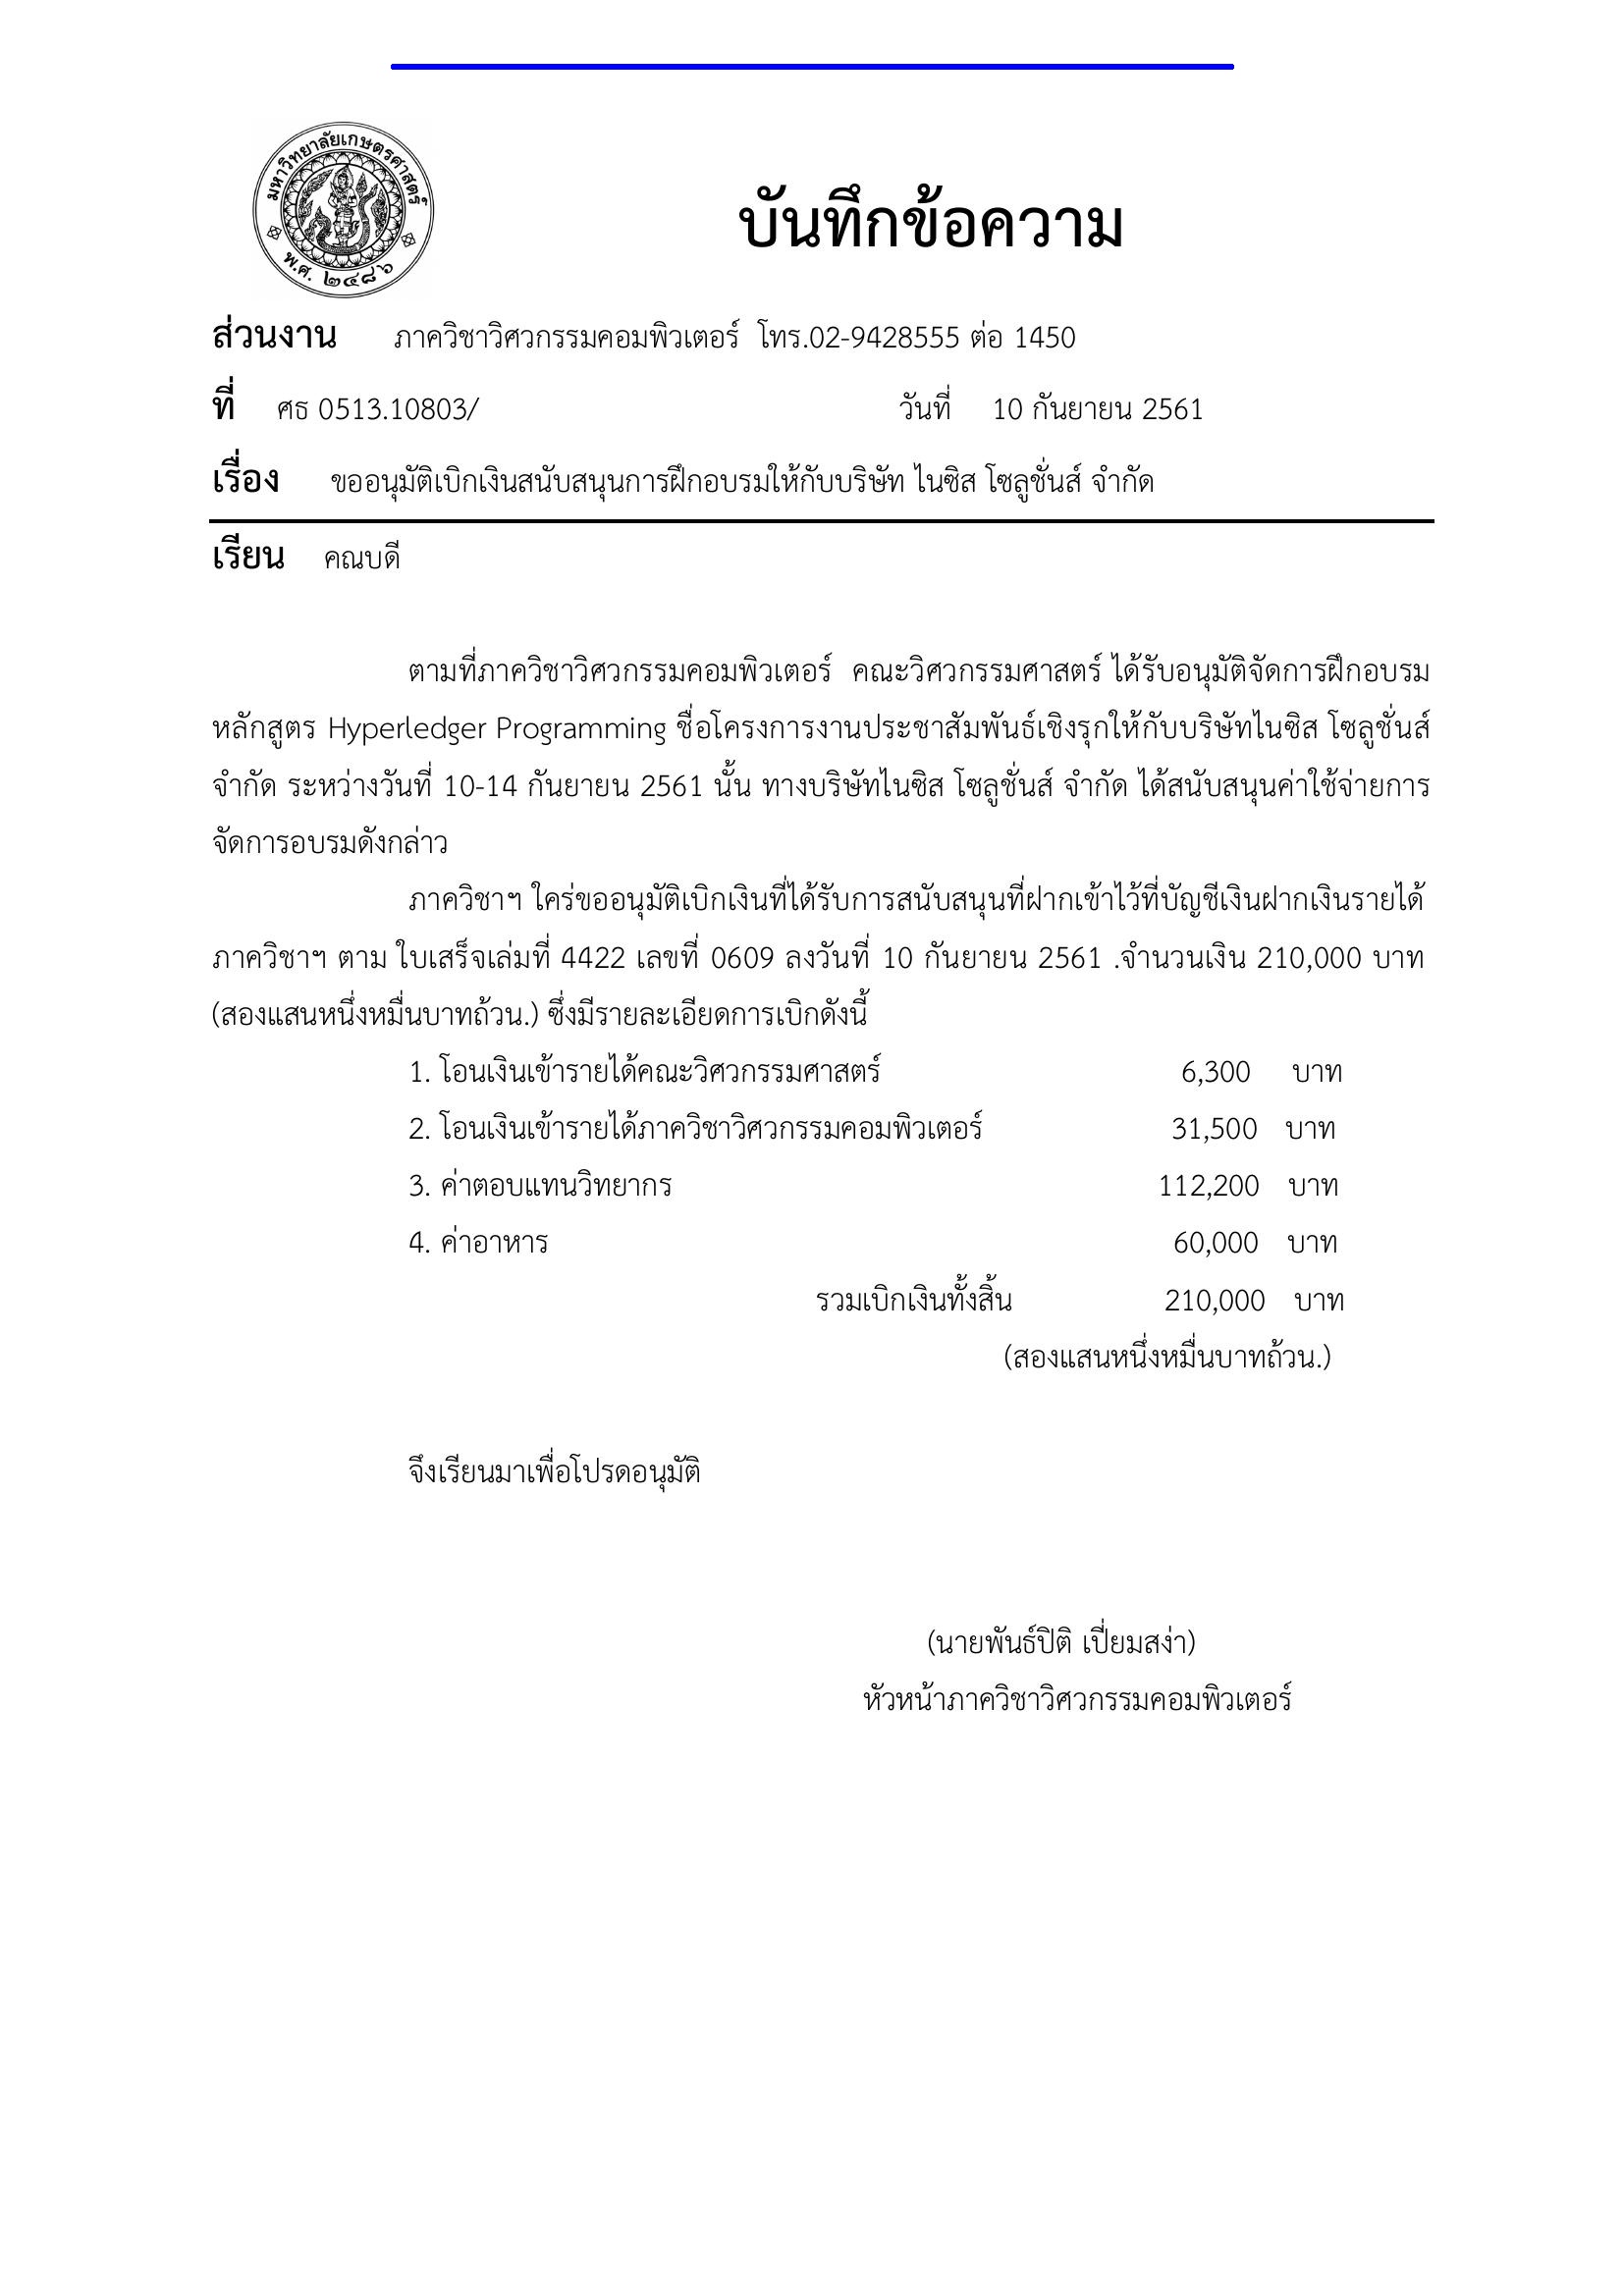 มหาวิทยาลัยเกษตรศาสตร์
พ.ศ. ๒๔๘๖
บันทึกข้อความ
ส่วนงาน ภาควิชาวิศวกรรมคอมพิวเตอร์ โทร.02-9428555 ต่อ 1450
ที่ ศธ 0513.10803/ วันที่ 10 กันยายน 2561
เรื่อง ขออนุมัติเบิกเงินสนับสนุนการฝึกอบรมให้กับบริษัท ไนซิส โซลูชั่นส์ จำกัด
เรียน คณบดี
ตามที่ภาควิชาวิศวกรรมคอมพิวเตอร์ คณะวิศวกรรมศาสตร์ ได้รับอนุมัติจัดการฝึกอบรม
หลักสูตร Hyperledger Programming ชื่อโครงการงานประชาสัมพันธ์เชิงรุกให้กับบริษัทไนซิส โซลูชั่นส์
จำกัด ระหว่างวันที่ 10-14 กันยายน 2561 นั้น ทางบริษัทไนซิส โซลูชั่นส์ จำกัด ได้สนับสนุนค่าใช้จ่ายการ
จัดการอบรมดังกล่าว
ภาควิชาฯ ใคร่ขออนุมัติเบิกเงินที่ได้รับการสนับสนุนที่ฝากเข้าไว้ที่บัญชีเงินฝากเงินรายได้
ภาควิชาฯ ตาม ใบเสร็จเล่มที่ 4422 เลขที่ 0609 ลงวันที่ 10 กันยายน 2561 .จำนวนเงิน 210,000 บาท
(สองแสนหนึ่งหมื่นบาทถ้วน.) ซึ่งมีรายละเอียดการเบิกดังนี้
1. โอนเงินเข้ารายได้คณะวิศวกรรมศาสตร์ 6,300 บาท
2. โอนเงินเข้ารายได้ภาควิชาวิศวกรรมคอมพิวเตอร์ 31,500 บาท
3. ค่าตอบแทนวิทยากร 112,200 บาท
4. ค่าอาหาร 60,000 บาท
รวมเบิกเงินทั้งสิ้น 210,000 บาท
(สองแสนหนึ่งหมื่นบาทถ้วน.)
จึงเรียนมาเพื่อโปรดอนุมัติ
(นายพันธ์ปิติ เปี่ยมสง่า)
หัวหน้าภาควิชาวิศวกรรมคอมพิวเตอร์